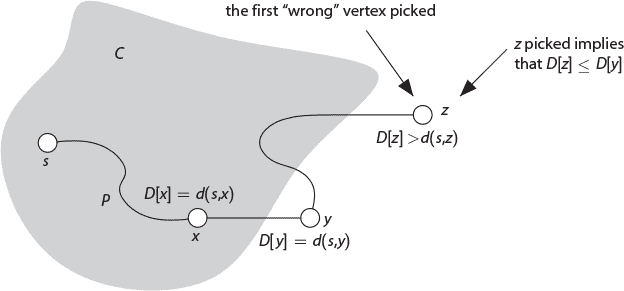 the first “wrong” vertex picked
z picked implies
that D[z] ≤ D[y]
C
z
D[z] >d(s,z)
s
P
D[x] = d(s,x)
y
x
D[y] = d(s,y)